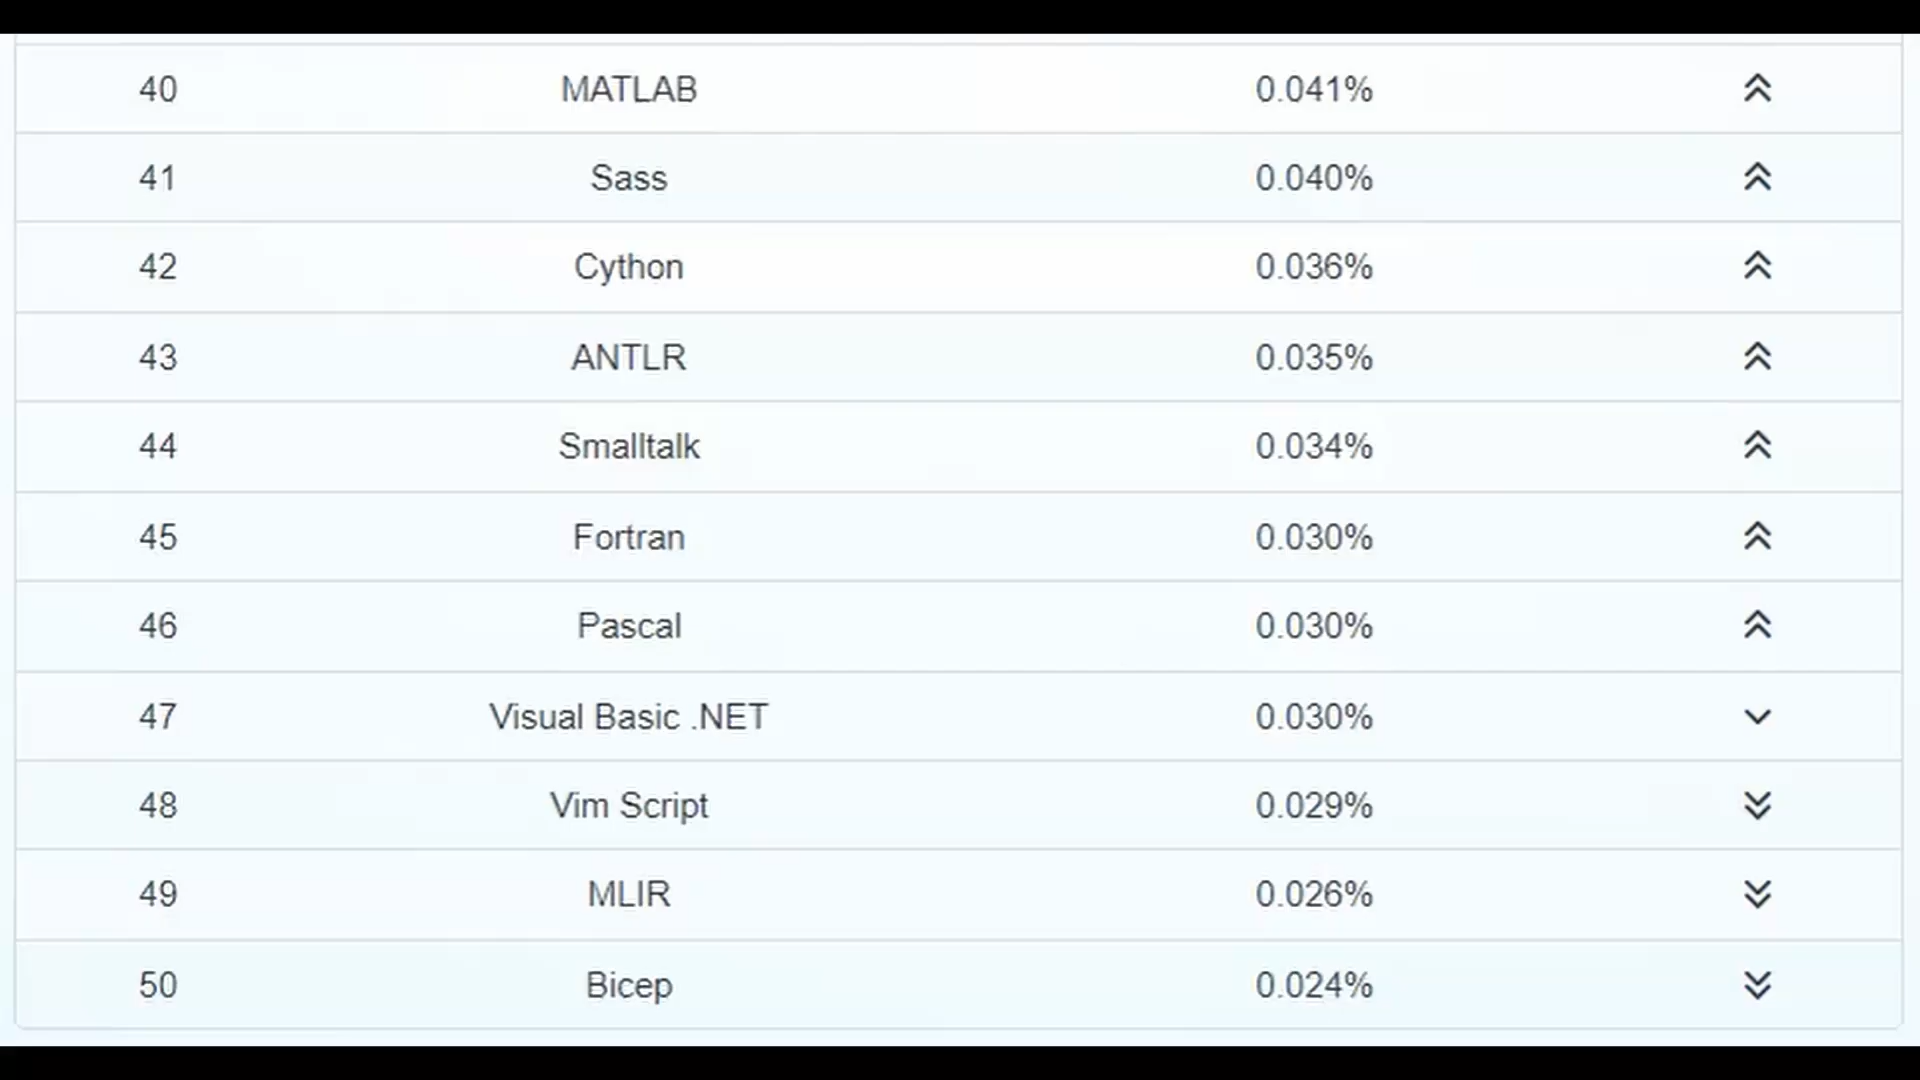 40 MATLAB 0.041%
41 Sass 0.040%
42 Cython 0.036%
43 ANTLR 0.035%
44 Smalltalk 0.034%
45 Fortran 0.030%
46 Pascal 0.030%
47 Visual Basic .NET 0.030%
48 Vim Script 0.029%
49 MLIR 0.026%
50 Bicep 0.024%